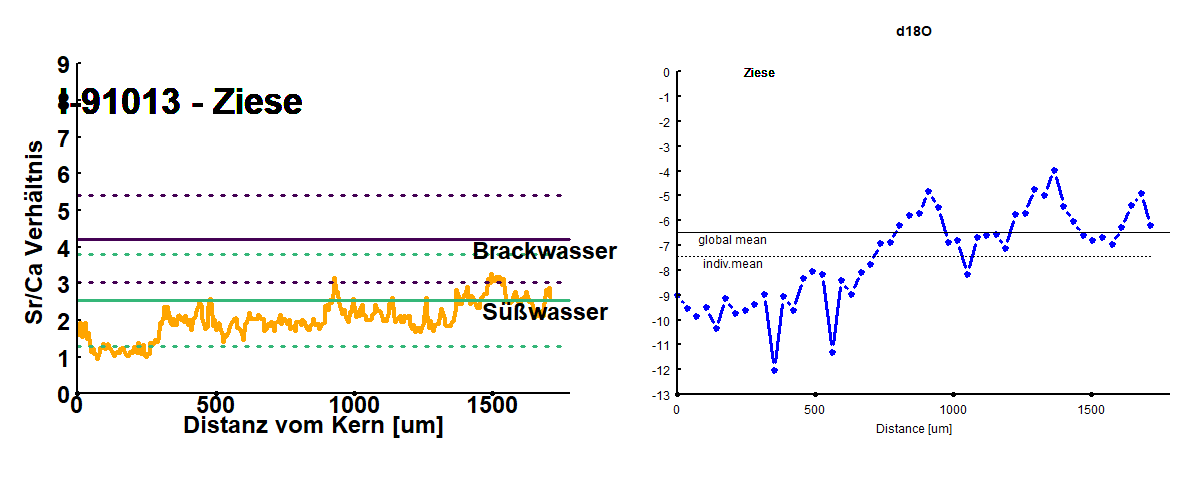 9
8
I-91013 - Ziese
7
6
5
4
3
2
1
0
Sr/Ca Verhältnis
Brackwasser
Süßwasser
0 500 1000 1500
Distanz vom Kern [um]
d18O
Ziese
0
-1
-2
-3
-4
-5
-6
-7
-8
-9
-10
-11
-12
-13
global mean
indiv.mean
0 500 1000 1500
Distance [um]